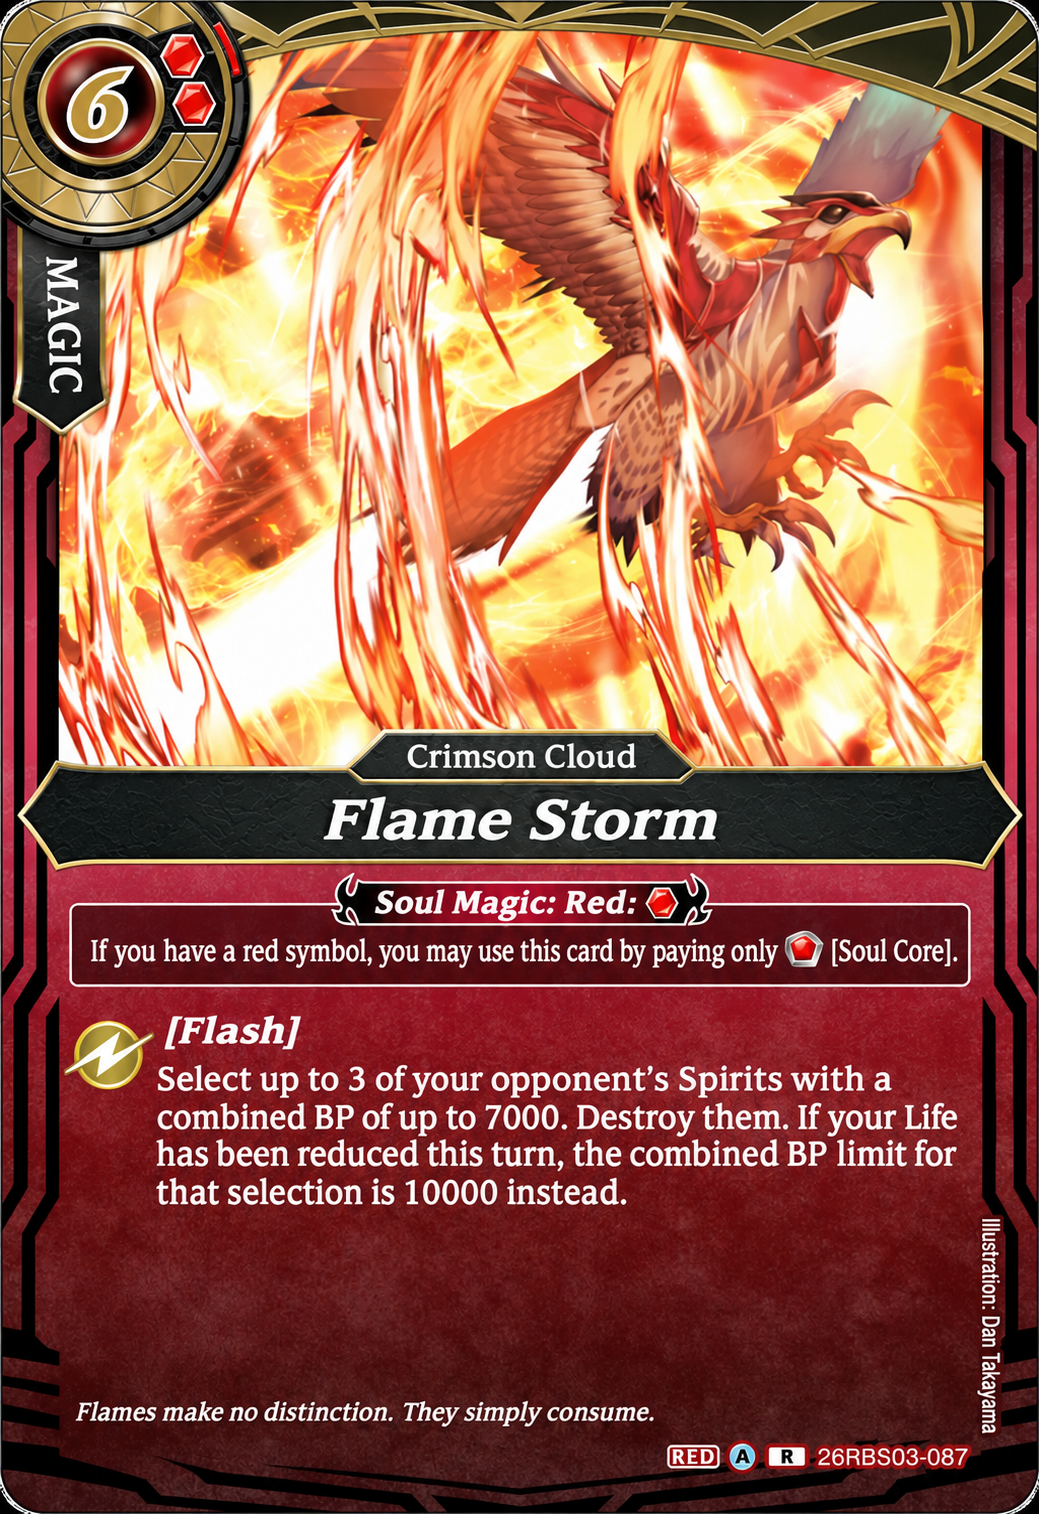 6
MAGIC
Crimson Cloud
Flame Storm
Soul Magic: Red:
If you have a red symbol, you may use this card by paying only [Soul Core].
[Flash]
Select up to 3 of your opponent's Spirits with a
combined BP of up to 7000. Destroy them. If your Life
has been reduced this turn, the combined BP limit for
that selection is 10000 instead.
Illustration: Dan Takayama
Flames make no distinction. They simply consume.
RED A R 26RBS03-087